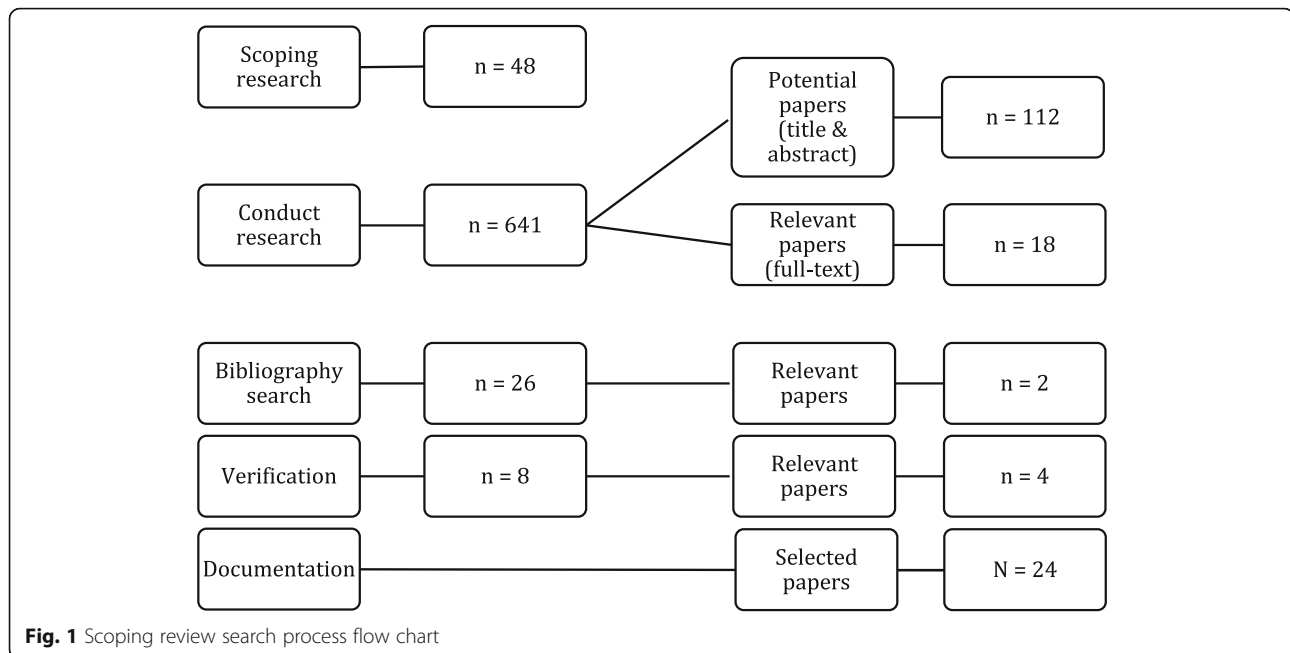 Scoping
research
n = 48
Potential
papers
(title &
abstract)
n = 112
Conduct
research
n = 641
Relevant
papers
(full-text)
n = 18
Bibliography
search
n = 26
Relevant
papers
n = 2
Verification
n = 8
Relevant
papers
n = 4
Documentation
Selected
papers
N = 24
Fig. 1 Scoping review search process flow chart